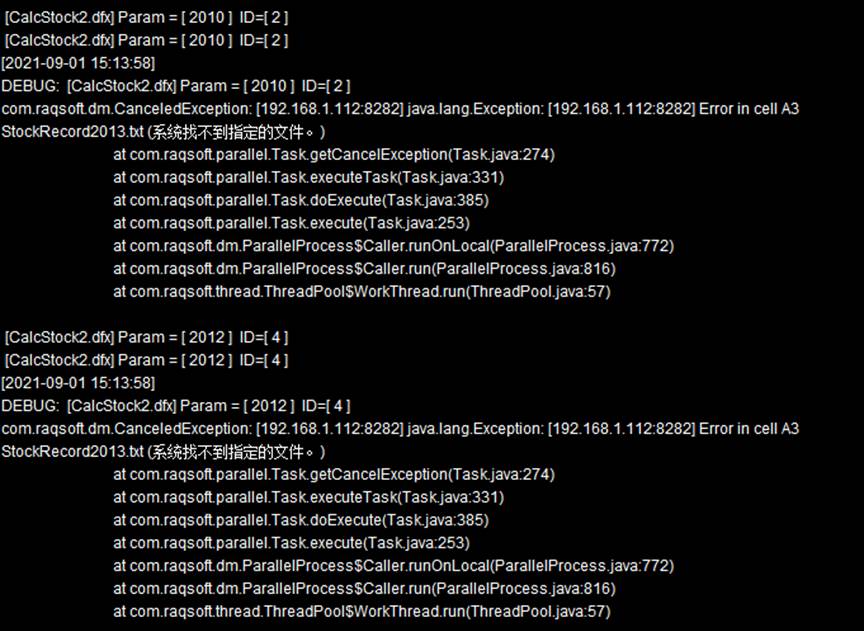 [CalcStock2.dfx] Param = [ 2010 ]  ID=[ 2 ]
[CalcStock2.dfx] Param = [ 2010 ]  ID=[ 2 ]
[2021-09-01 15:13:58]
DEBUG:  [CalcStock2.dfx] Param = [ 2010 ]  ID=[ 2 ]
com.raqsoft.dm.CanceledException: [192.168.1.112:8282] java.lang.Exception: [192.168.1.112:8282] Error in cell A3
StockRecord2013.txt (系统找不到指定的文件。)
at com.raqsoft.parallel.Task.getCancelException(Task.java:274)
at com.raqsoft.parallel.Task.executeTask(Task.java:331)
at com.raqsoft.parallel.Task.doExecute(Task.java:385)
at com.raqsoft.parallel.Task.execute(Task.java:253)
at com.raqsoft.dm.ParallelProcess$Caller.runOnLocal(ParallelProcess.java:772)
at com.raqsoft.dm.ParallelProcess$Caller.run(ParallelProcess.java:816)
at com.raqsoft.thread.ThreadPool$WorkThread.run(ThreadPool.java:57)
[CalcStock2.dfx] Param = [ 2012 ]  ID=[ 4 ]
[CalcStock2.dfx] Param = [ 2012 ]  ID=[ 4 ]
[2021-09-01 15:13:58]
DEBUG:  [CalcStock2.dfx] Param = [ 2012 ]  ID=[ 4 ]
com.raqsoft.dm.CanceledException: [192.168.1.112:8282] java.lang.Exception: [192.168.1.112:8282] Error in cell A3
StockRecord2013.txt (系统找不到指定的文件。)
at com.raqsoft.parallel.Task.getCancelException(Task.java:274)
at com.raqsoft.parallel.Task.executeTask(Task.java:331)
at com.raqsoft.parallel.Task.doExecute(Task.java:385)
at com.raqsoft.parallel.Task.execute(Task.java:253)
at com.raqsoft.dm.ParallelProcess$Caller.runOnLocal(ParallelProcess.java:772)
at com.raqsoft.dm.ParallelProcess$Caller.run(ParallelProcess.java:816)
at com.raqsoft.thread.ThreadPool$WorkThread.run(ThreadPool.java:57)